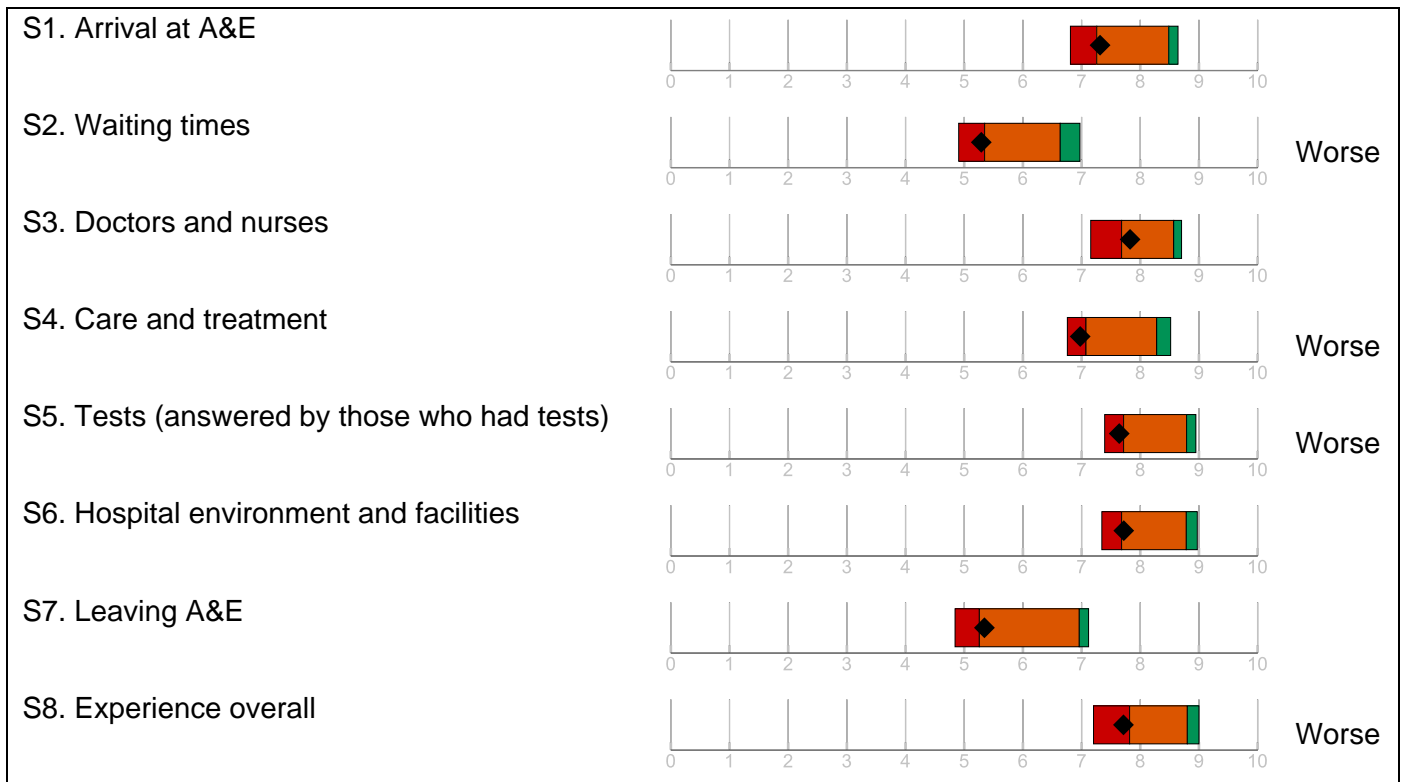 S1. Arrival at A&E
0 1 2 3 4 5 6 7 8 9 10
S2. Waiting times
Worse
0 1 2 3 4 5 6 7 8 9 10
S3. Doctors and nurses
0 1 2 3 4 5 6 7 8 9 10
S4. Care and treatment
Worse
0 1 2 3 4 5 6 7 8 9 10
S5. Tests (answered by those who had tests)
Worse
0 1 2 3 4 5 6 7 8 9 10
S6. Hospital environment and facilities
0 1 2 3 4 5 6 7 8 9 10
S7. Leaving A&E
0 1 2 3 4 5 6 7 8 9 10
S8. Experience overall
Worse
0 1 2 3 4 5 6 7 8 9 10